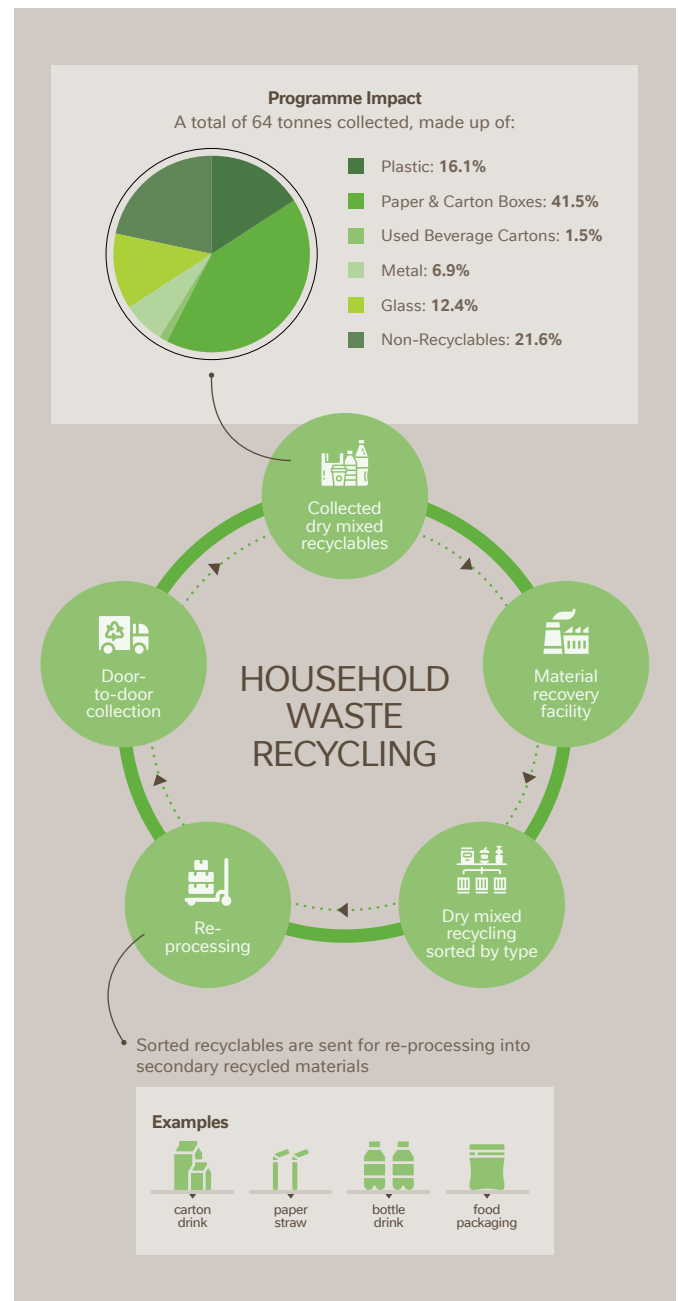 Programme Impact
A total of 64 tonnes collected, made up of:
Plastic: 16.1%
Paper & Carton Boxes: 41.5%
Used Beverage Cartons: 1.5%
Metal: 6.9%
Glass: 12.4%
Non-Recyclables: 21.6%
Collected
dry mixed
recyclables
Door-
to-door
collection
HOUSEHOLD
WASTE
RECYCLING
Material
recovery
facility
Re-
processing
Dry mixed
recycling
sorted by type
Sorted recyclables are sent for re-processing into
secondary recycled materials
Examples
carton
drink
paper
straw
bottle
drink
food
packaging